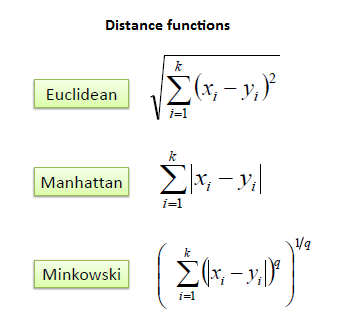 Distance functions
Euclidean √(∑_{i=1}^{k} (x_i − y_i)²)
Manhattan ∑_{i=1}^{k} |x_i − y_i|
Minkowski (∑_{i=1}^{k} (|x_i − y_i|)^q)^{1/q}